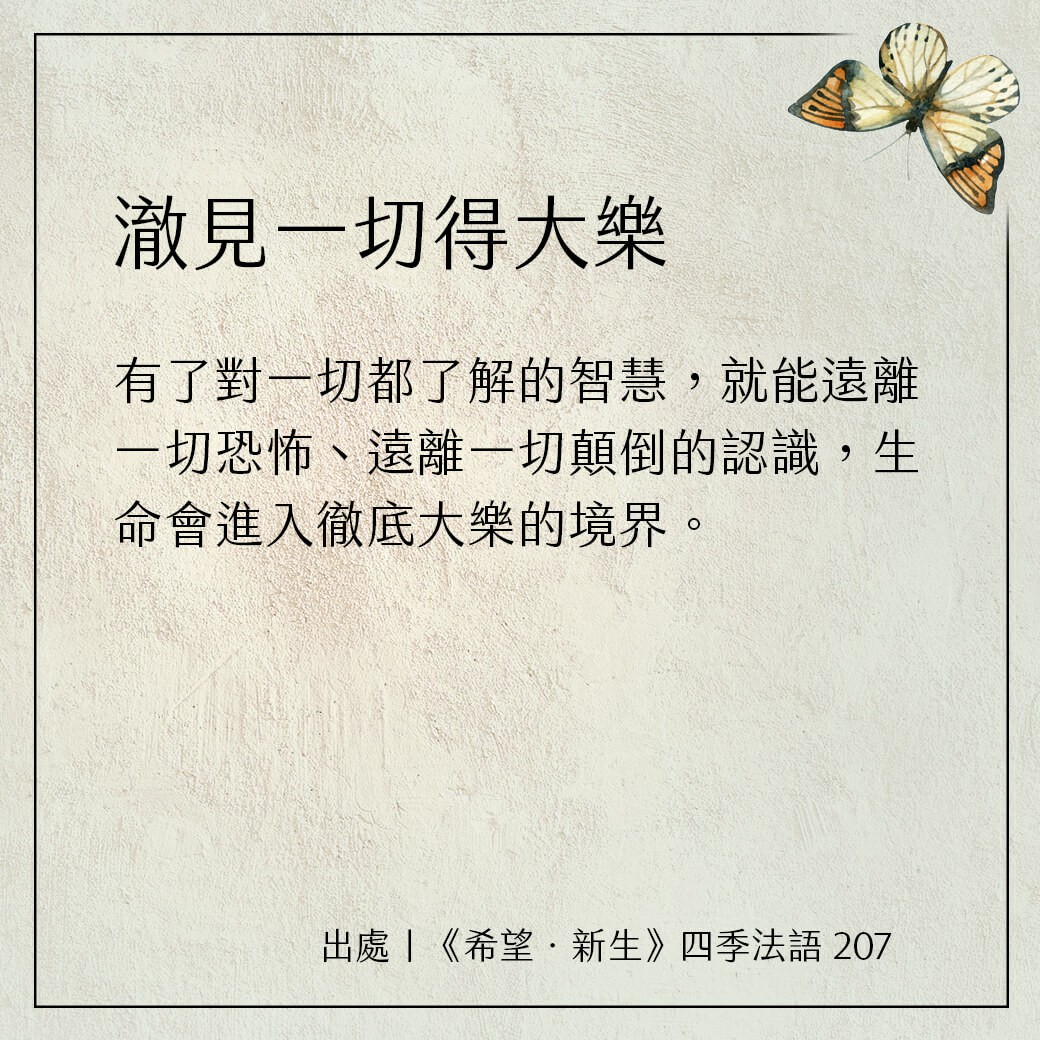 澈見一切得大樂
有了對一切都了解的智慧，就能遠離
一切恐怖、遠離一切顛倒的認識，生
命會進入徹底大樂的境界。
出處｜《希望．新生》四季法語 207